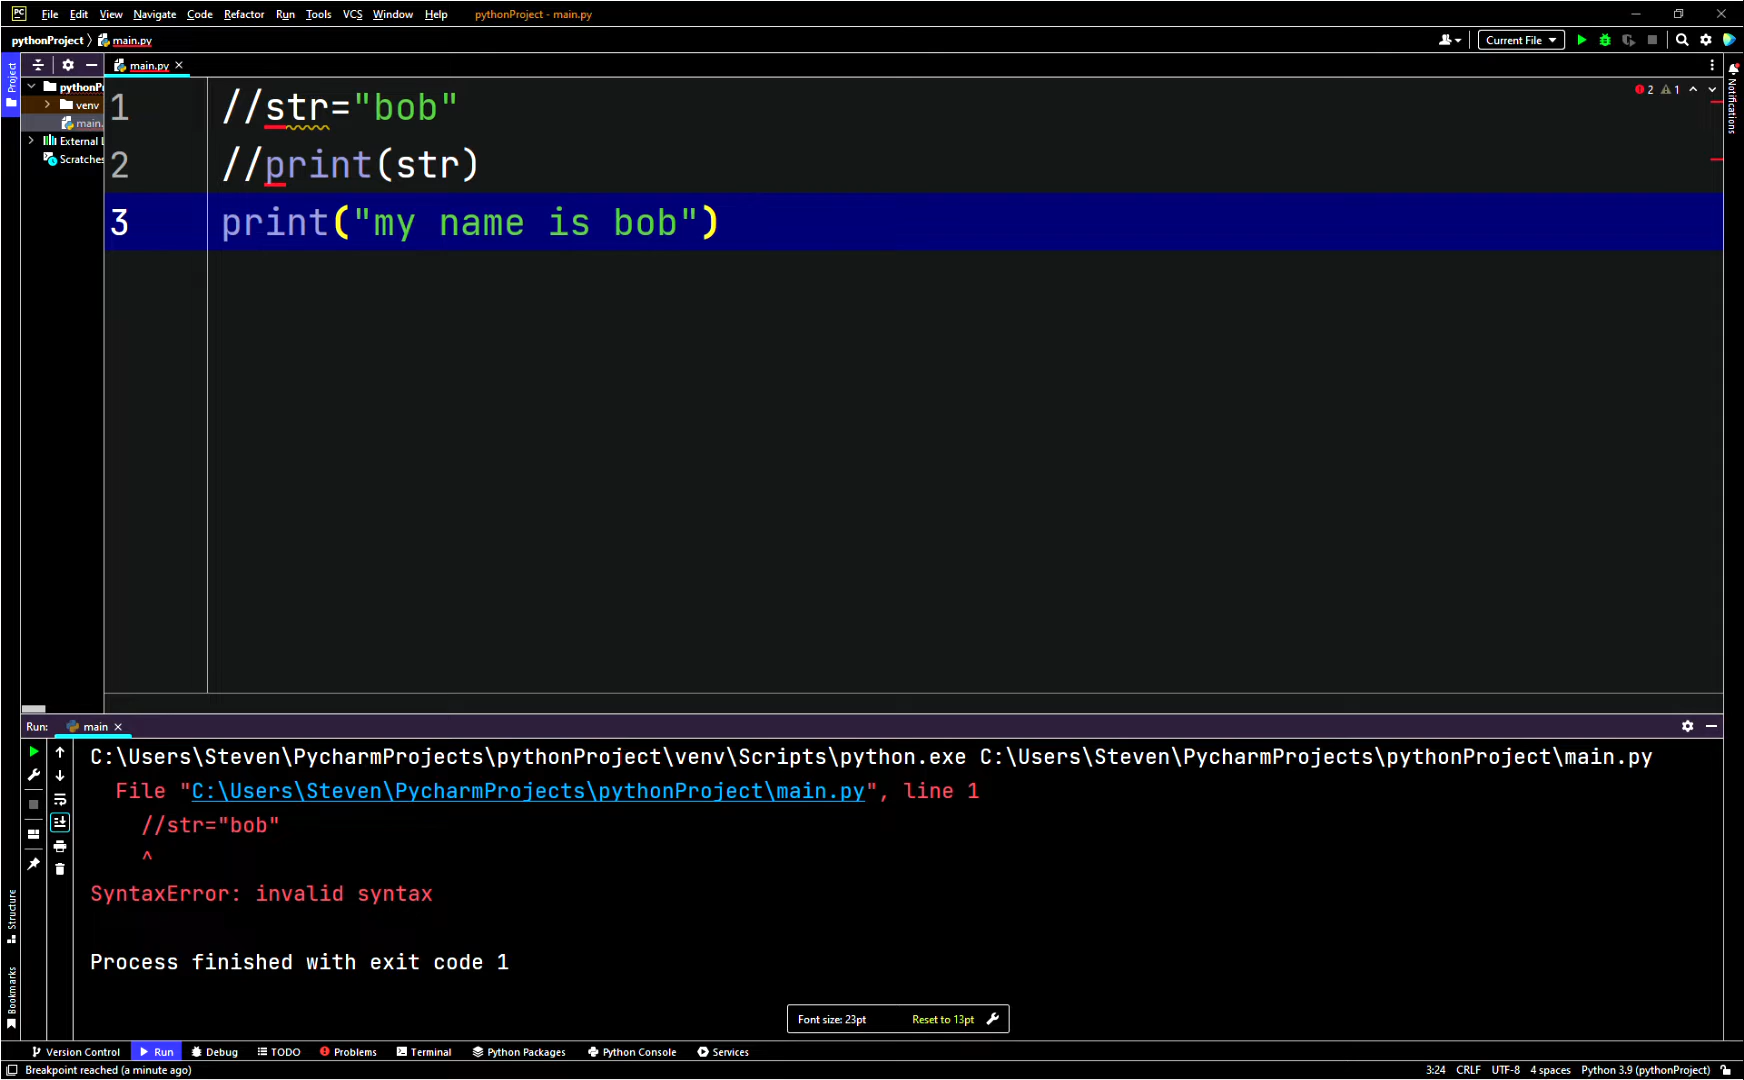 PC File Edit View Navigate Code Refactor Run Tools VCS Window Help pythonProject - main.py
pythonProject main.py Current File
Project main.py
pythonP
venv
main.
External L
Scratches
2 1
Notifications
1 //str="bob"
2 //print(str)
3 print("my name is bob")
Run: main
C:\Users\Steven\PycharmProjects\pythonProject\venv\Scripts\python.exe C:\Users\Steven\PycharmProjects\pythonProject\main.py
File "C:\Users\Steven\PycharmProjects\pythonProject\main.py", line 1
//str="bob"
^
SyntaxError: invalid syntax
Process finished with exit code 1
Structure
Bookmarks
Font size: 23pt Reset to 13pt
Version Control Run Debug TODO Problems Terminal Python Packages Python Console Services
Breakpoint reached (a minute ago) 3:24 CRLF UTF-8 4 spaces Python 3.9 (pythonProject)